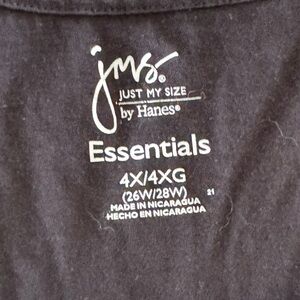 jms®
JUST MY SIZE
by Hanes®
Essentials
4X/4XG
(26W/28W)
MADE IN NICARAGUA
HECHO EN NICARAGUA
21